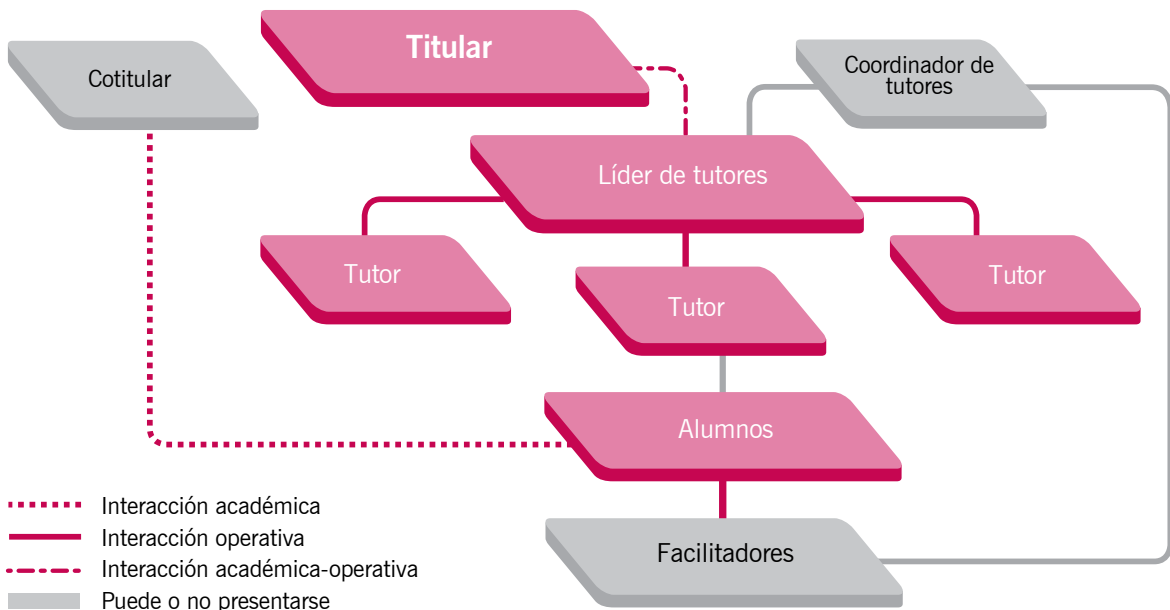 Titular
Cotitular
Coordinador de
tutores
Líder de tutores
Tutor
Tutor
Tutor
Alumnos
Facilitadores
Interacción académica
Interacción operativa
Interacción académica-operativa
Puede o no presentarse